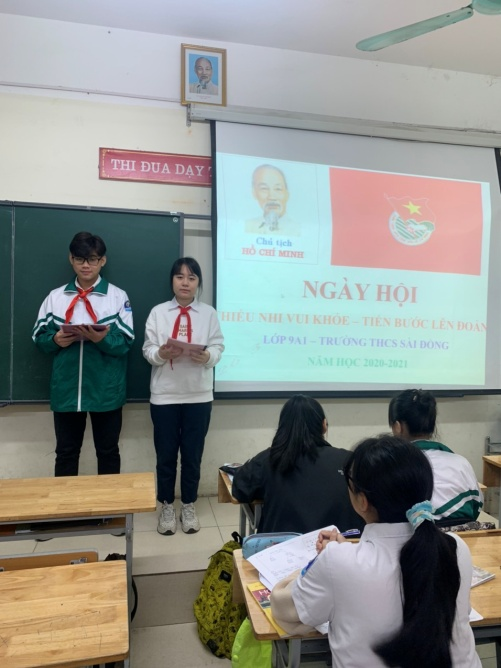 THI ĐUA DẠY
Chủ tịch
HỒ CHÍ MINH
NGÀY HỘI
HIẾU NHI VUI KHỎE – TIẾN BƯỚC LÊN ĐOÀN
LỚP 9A1 – TRƯỜNG THCS SÀI ĐỒNG
NĂM HỌC 2020-2021